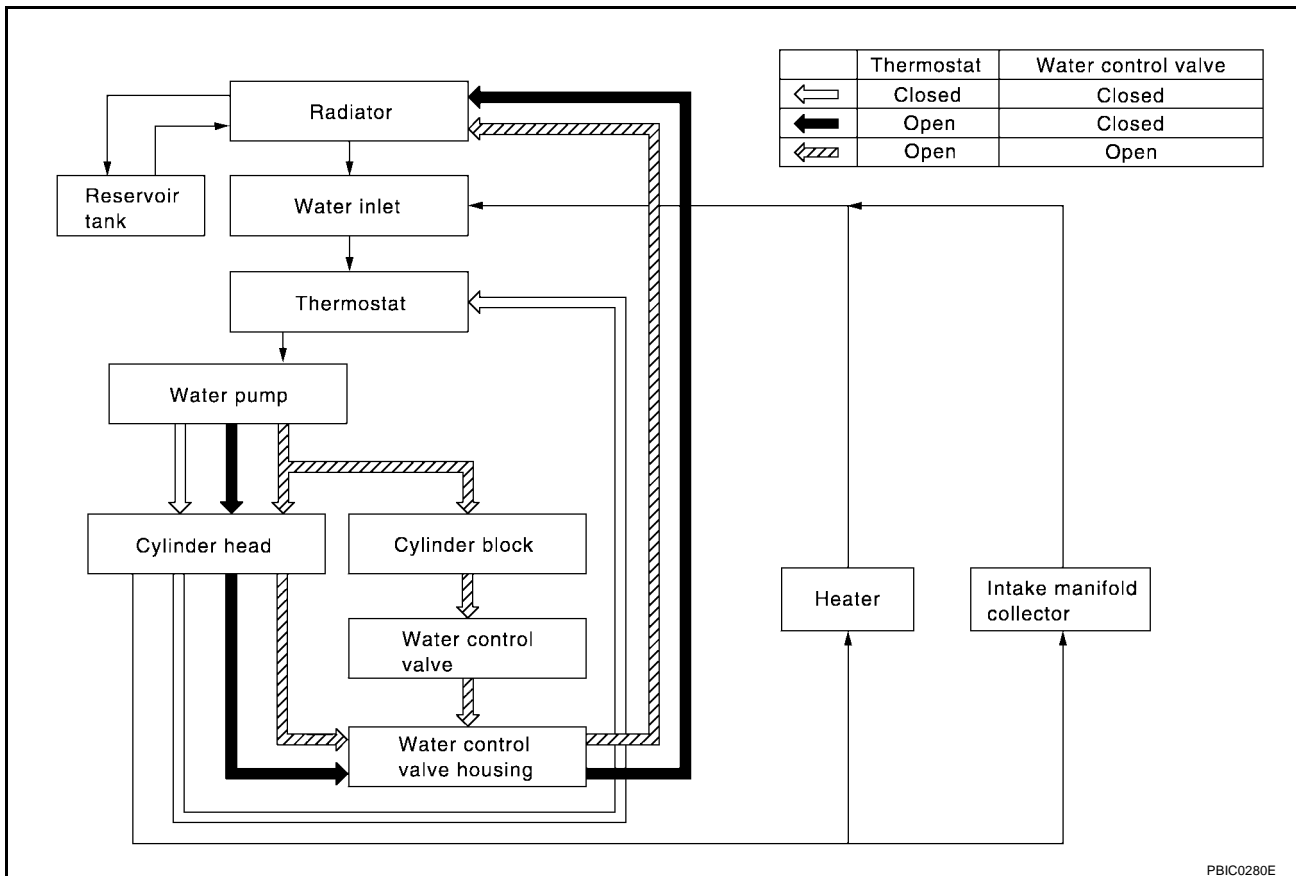 Thermostat Water control valve
Closed Closed
Open Closed
Open Open
Radiator
Reservoir
tank
Water inlet
Thermostat
Water pump
Cylinder head
Cylinder block
Heater
Intake manifold
collector
Water control
valve
Water control
valve housing
PBIC0280E